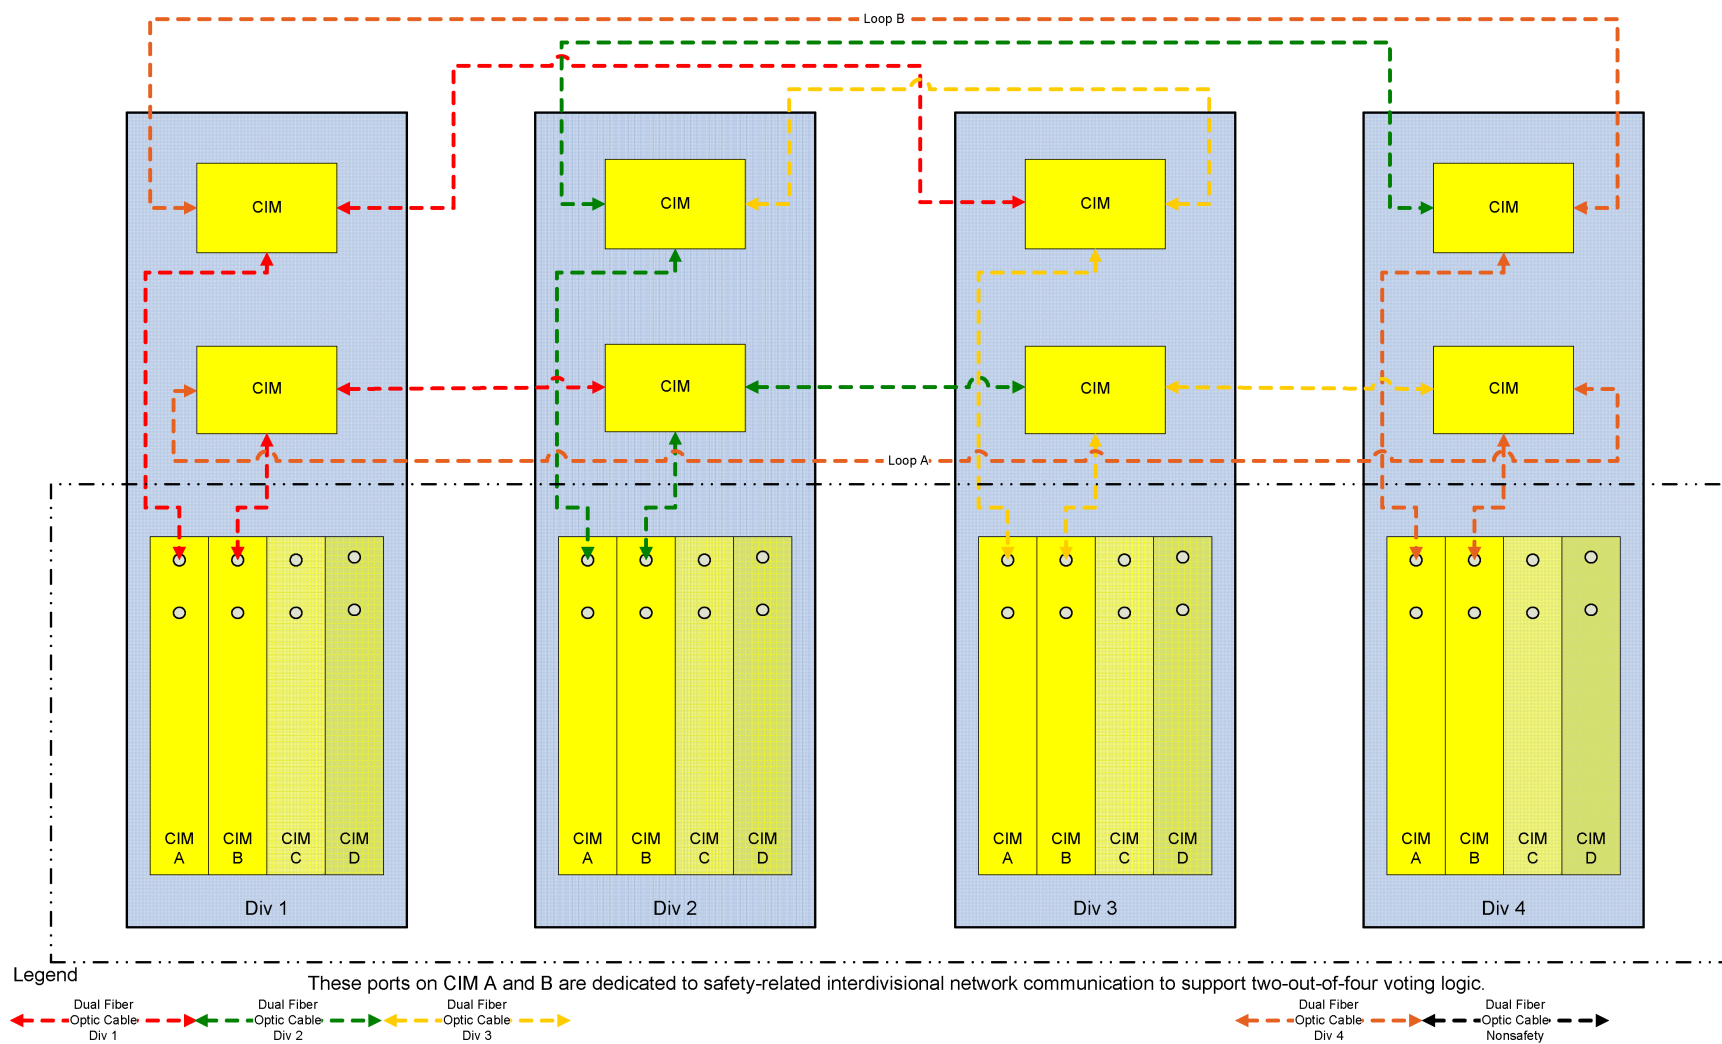 Loop B
CIM
CIM
CIM
CIM
CIM
CIM
CIM
CIM
Loop A
CIM
A
CIM
B
CIM
C
CIM
D
CIM
A
CIM
B
CIM
C
CIM
D
CIM
A
CIM
B
CIM
C
CIM
D
CIM
A
CIM
B
CIM
C
CIM
D
Div 1
Div 2
Div 3
Div 4
Legend
These ports on CIM A and B are dedicated to safety-related interdivisional network communication to support two-out-of-four voting logic.
Dual Fiber
Optic Cable
Div 1
Dual Fiber
Optic Cable
Div 2
Dual Fiber
Optic Cable
Div 3
Dual Fiber
Optic Cable
Div 4
Dual Fiber
Optic Cable
Nonsafety